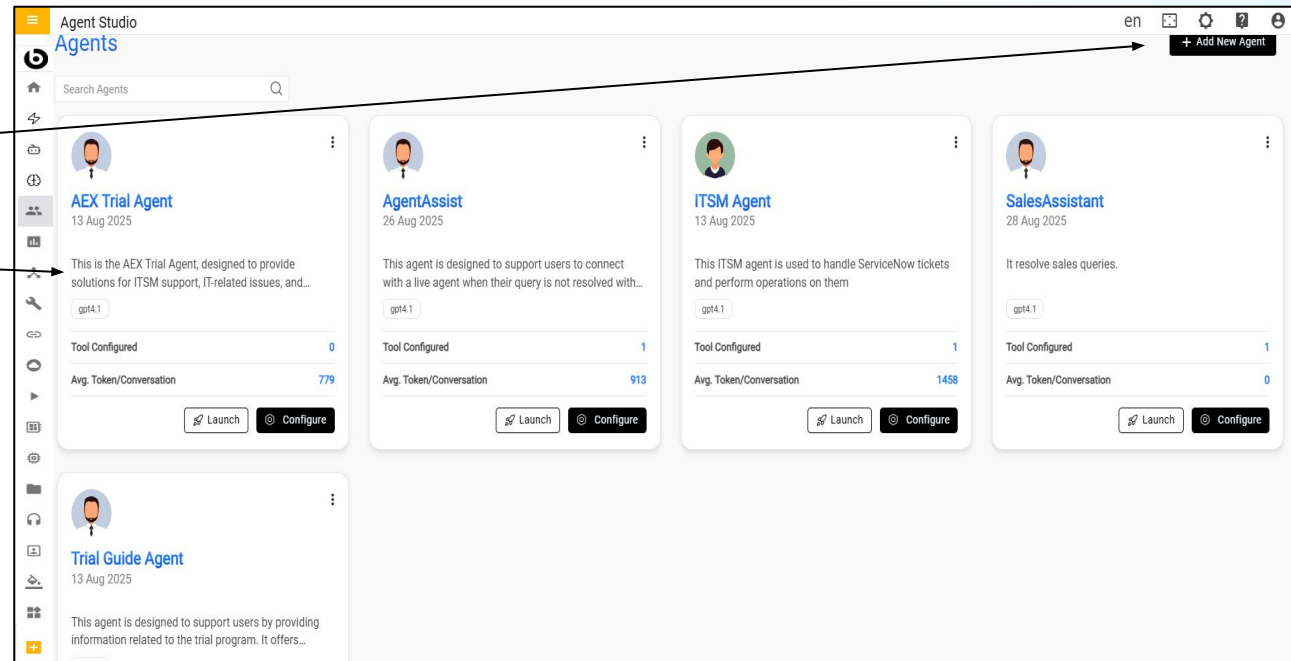 Agent Studio
en
Agents
+ Add New Agent
Search Agents
AEX Trial Agent
13 Aug 2025
This is the AEX Trial Agent, designed to provide
solutions for ITSM support, IT-related issues, and...
gpt4.1
Tool Configured 0
Avg. Token/Conversation 779
Launch Configure
AgentAssist
26 Aug 2025
This agent is designed to support users to connect
with a live agent when their query is not resolved with...
gpt4.1
Tool Configured 1
Avg. Token/Conversation 913
Launch Configure
ITSM Agent
13 Aug 2025
This ITSM agent is used to handle ServiceNow tickets
and perform operations on them
gpt4.1
Tool Configured 1
Avg. Token/Conversation 1458
Launch Configure
SalesAssistant
28 Aug 2025
It resolve sales queries.
gpt4.1
Tool Configured 1
Avg. Token/Conversation 0
Launch Configure
Trial Guide Agent
13 Aug 2025
This agent is designed to support users by providing
information related to the trial program. It offers...